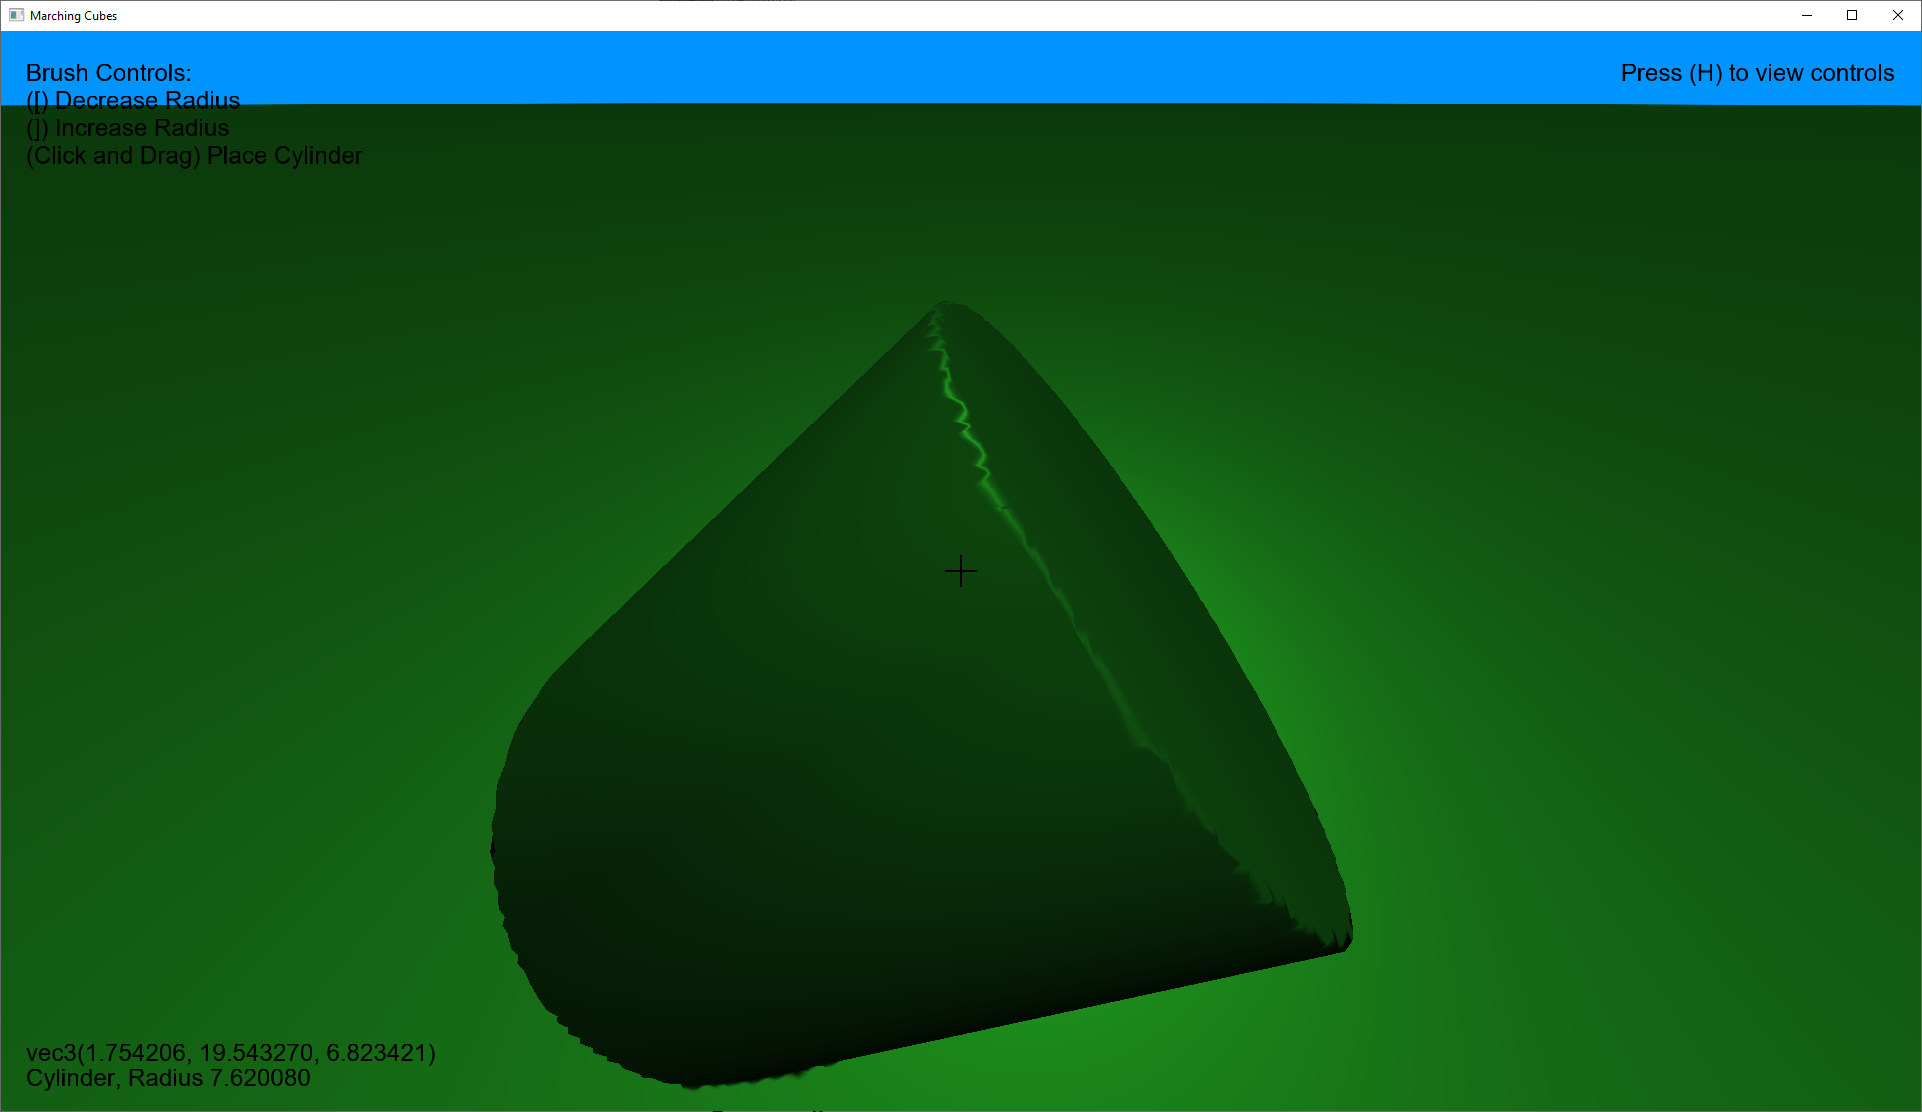 Marching Cubes
Brush Controls:
([) Decrease Radius
(]) Increase Radius
(Click and Drag) Place Cylinder
Press (H) to view controls
vec3(1.754206, 19.543270, 6.823421)
Cylinder, Radius 7.620080